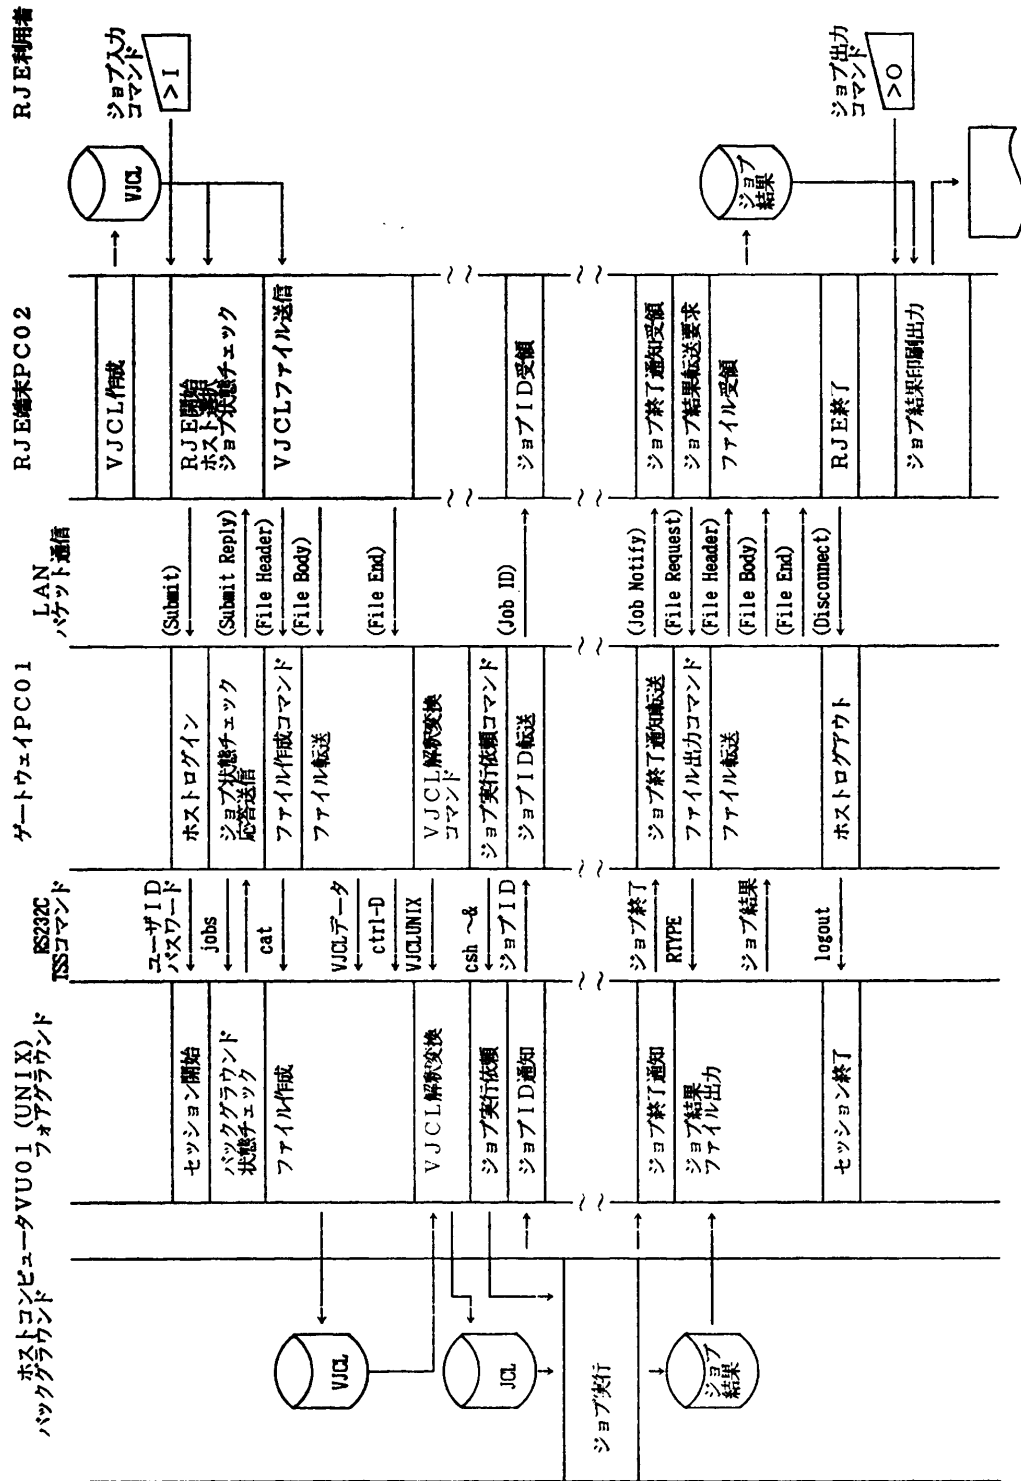 RJE利用者
ジョブ入力
コマンド
>I
VJCL
ジョブ出力
コマンド
>O
ジョブ
結果
RJE端末PC02
VJCL作成
RJE開始
ホスト選択
ジョブ状態チェック
VJCLファイル送信
ジョブID受領
ジョブ終了通知受領
ジョブ結果転送要求
ファイル受領
RJE終了
ジョブ結果印刷出力
LAN
パケット通信
(Submit)
(Submit Reply)
(File Header)
(File Body)
(File End)
(Job ID)
(Job Notify)
(File Request)
(File Header)
(File Body)
(File End)
(Disconnect)
ゲートウェイPC01
ホストログイン
ジョブ状態チェック
応答送信
ファイル作成コマンド
ファイル転送
VJCL解釈変換
コマンド
ジョブ実行依頼コマンド
ジョブID転送
ジョブ終了通知転送
ファイル出力コマンド
ファイル転送
ホストログアウト
RS232C
TSSコマンド
ユーザID
パスワード
jobs
cat
VJCLデータ
ctrl-D
VJCLUNIX
csh ～&
ジョブID
ジョブ終了
RTYPE
ジョブ結果
logout
ホストコンピュータVU01(UNIX)
フォアグラウンド
セッション開始
バックグラウンド
状態チェック
ファイル作成
VJCL解釈変換
ジョブ実行依頼
ジョブID通知
ジョブ終了通知
ジョブ結果
ファイル出力
セッション終了
バックグラウンド
VJCL
JCL
ジョブ実行
ジョブ
結果